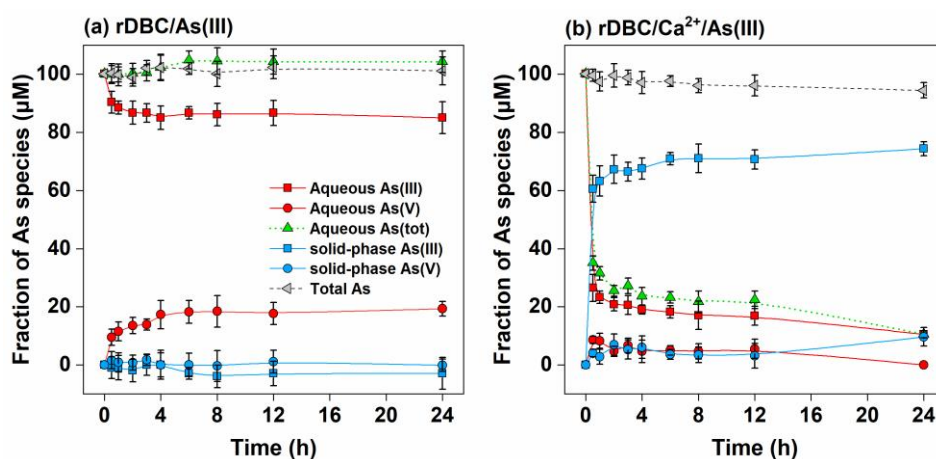 (a) rDBC/As(III)
Fraction of As species (µM)
100
80
60
40
20
0
Aqueous As(III)
Aqueous As(V)
Aqueous As(tot)
solid-phase As(III)
solid-phase As(V)
Total As
0 4 8 12 16 20 24
Time (h)
(b) rDBC/Ca²⁺/As(III)
Fraction of As species (µM)
100
80
60
40
20
0
0 4 8 12 16 20 24
Time (h)